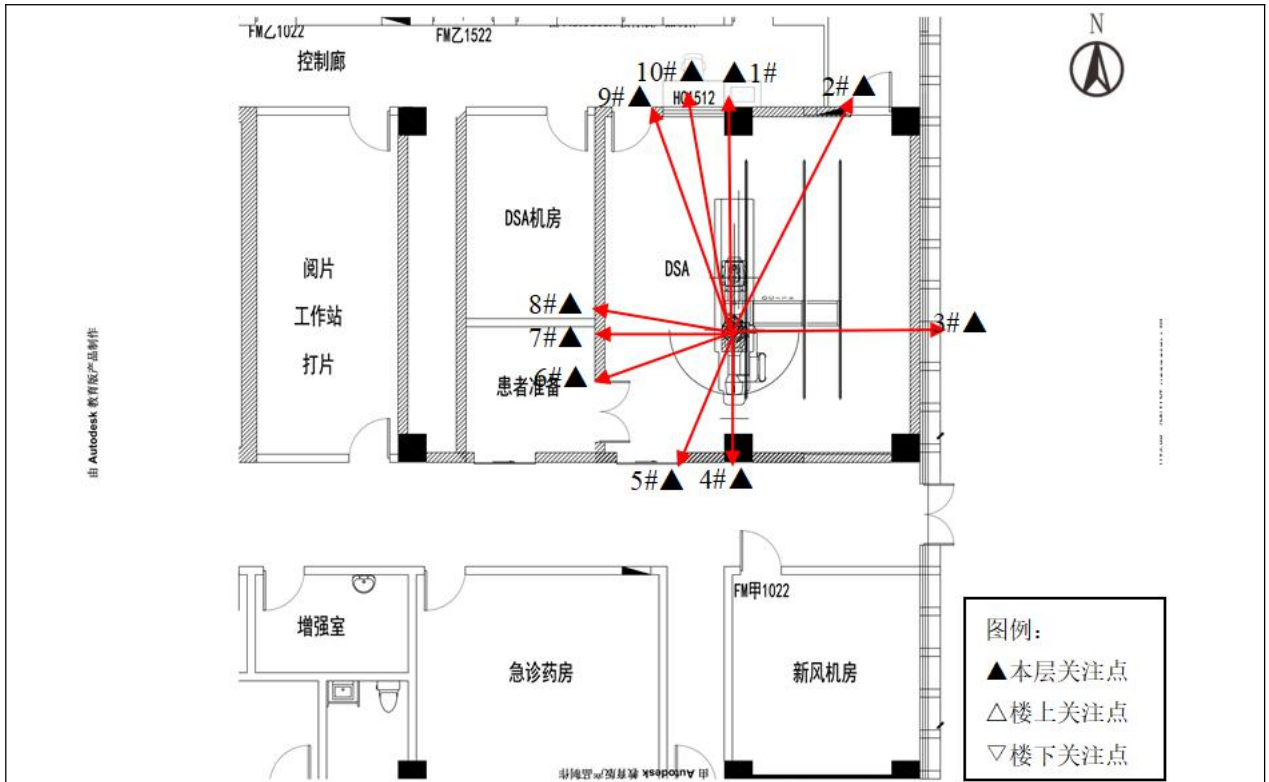 FM乙1022
FM乙1522
N
控制廊
10#▲
▲1#
2#▲
9#▲
HC1512
DSA机房
DSA
阅片
工作站
打片
8#▲
7#▲
3#▲
6#▲
患者准备
5#▲
4#▲
由 Autodesk 教育版产品制作
FM甲1022
增强室
急诊药房
新风机房
图例：
▲本层关注点
△楼上关注点
▽楼下关注点
由 Autodesk 教育版产品制作